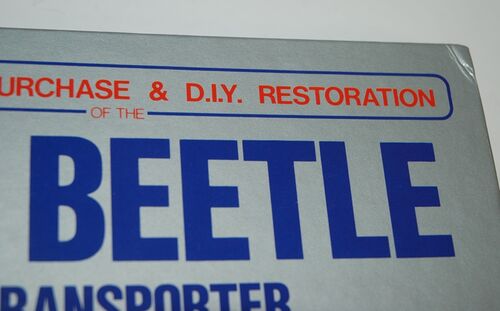 URCHASE & D.I.Y. RESTORATION
OF THE
BEETLE
RANSPORTER